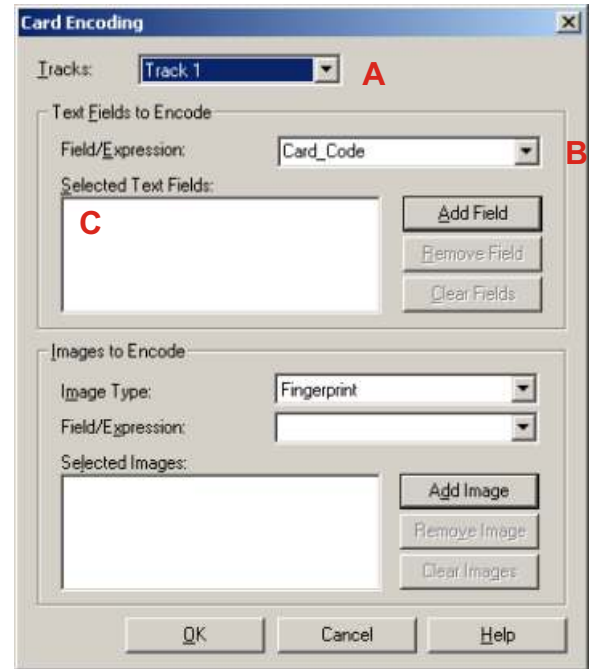 Card Encoding
Tracks: Track 1 A
Text Fields to Encode
Field/Expression: Card_Code B
Selected Text Fields:
C
Add Field
Remove Field
Clear Fields
Images to Encode
Image Type: Fingerprint
Field/Expression:
Selected Images:
Add Image
Remove Image
Clear Images
OK Cancel Help